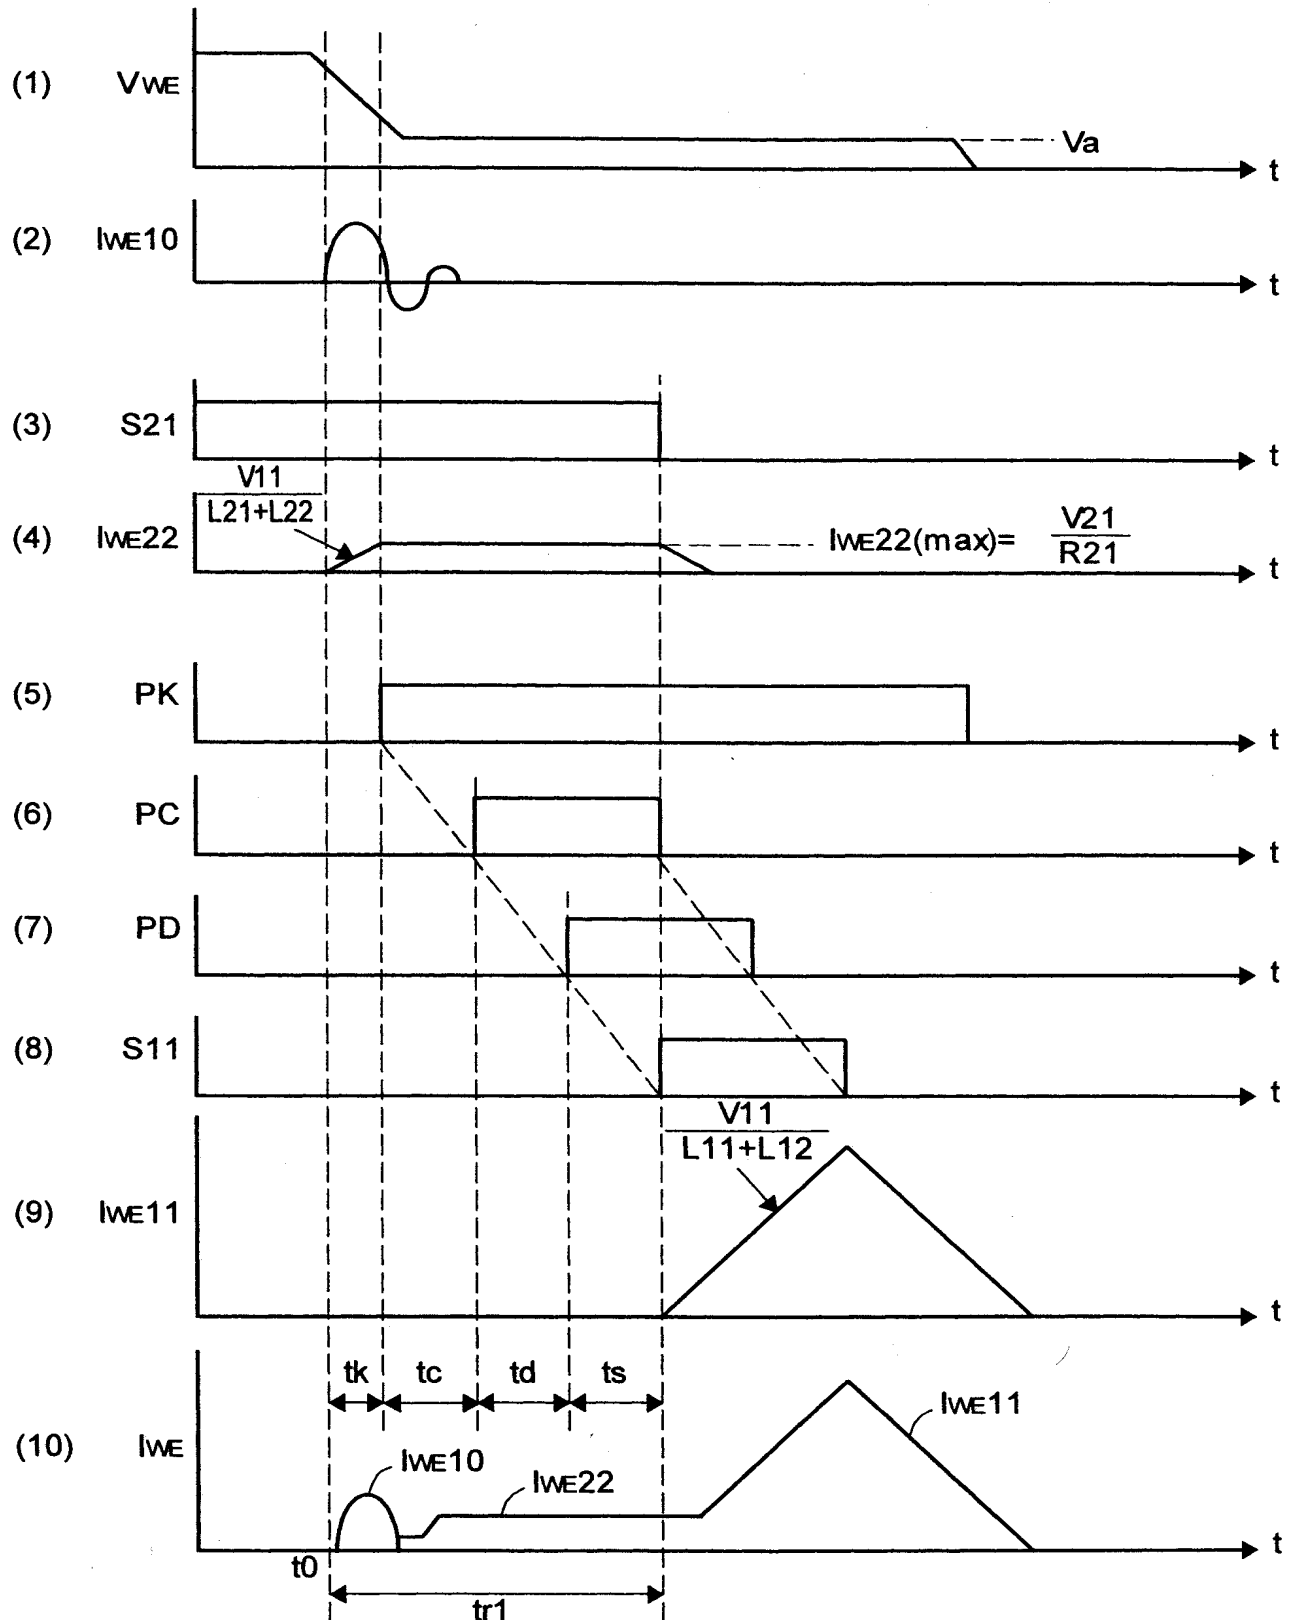 (1) VWE
Va
t
(2) IWE10
t
(3) S21
t
V11
L21+L22
(4) IWE22
IWE22(max)= V21
R21
t
(5) PK
t
(6) PC
t
(7) PD
t
(8) S11
t
V11
L11+L12
(9) IWE11
t
tk tc td ts
IWE11
(10) IWE
IWE10
IWE22
t
t0
tr1